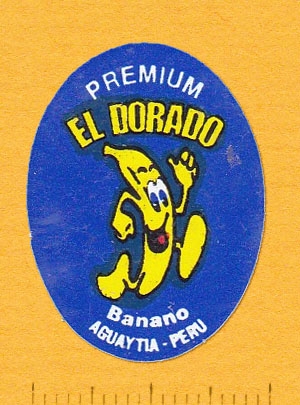 PREMIUM
EL DORADO
Banano
AGUAYTIA - PERU